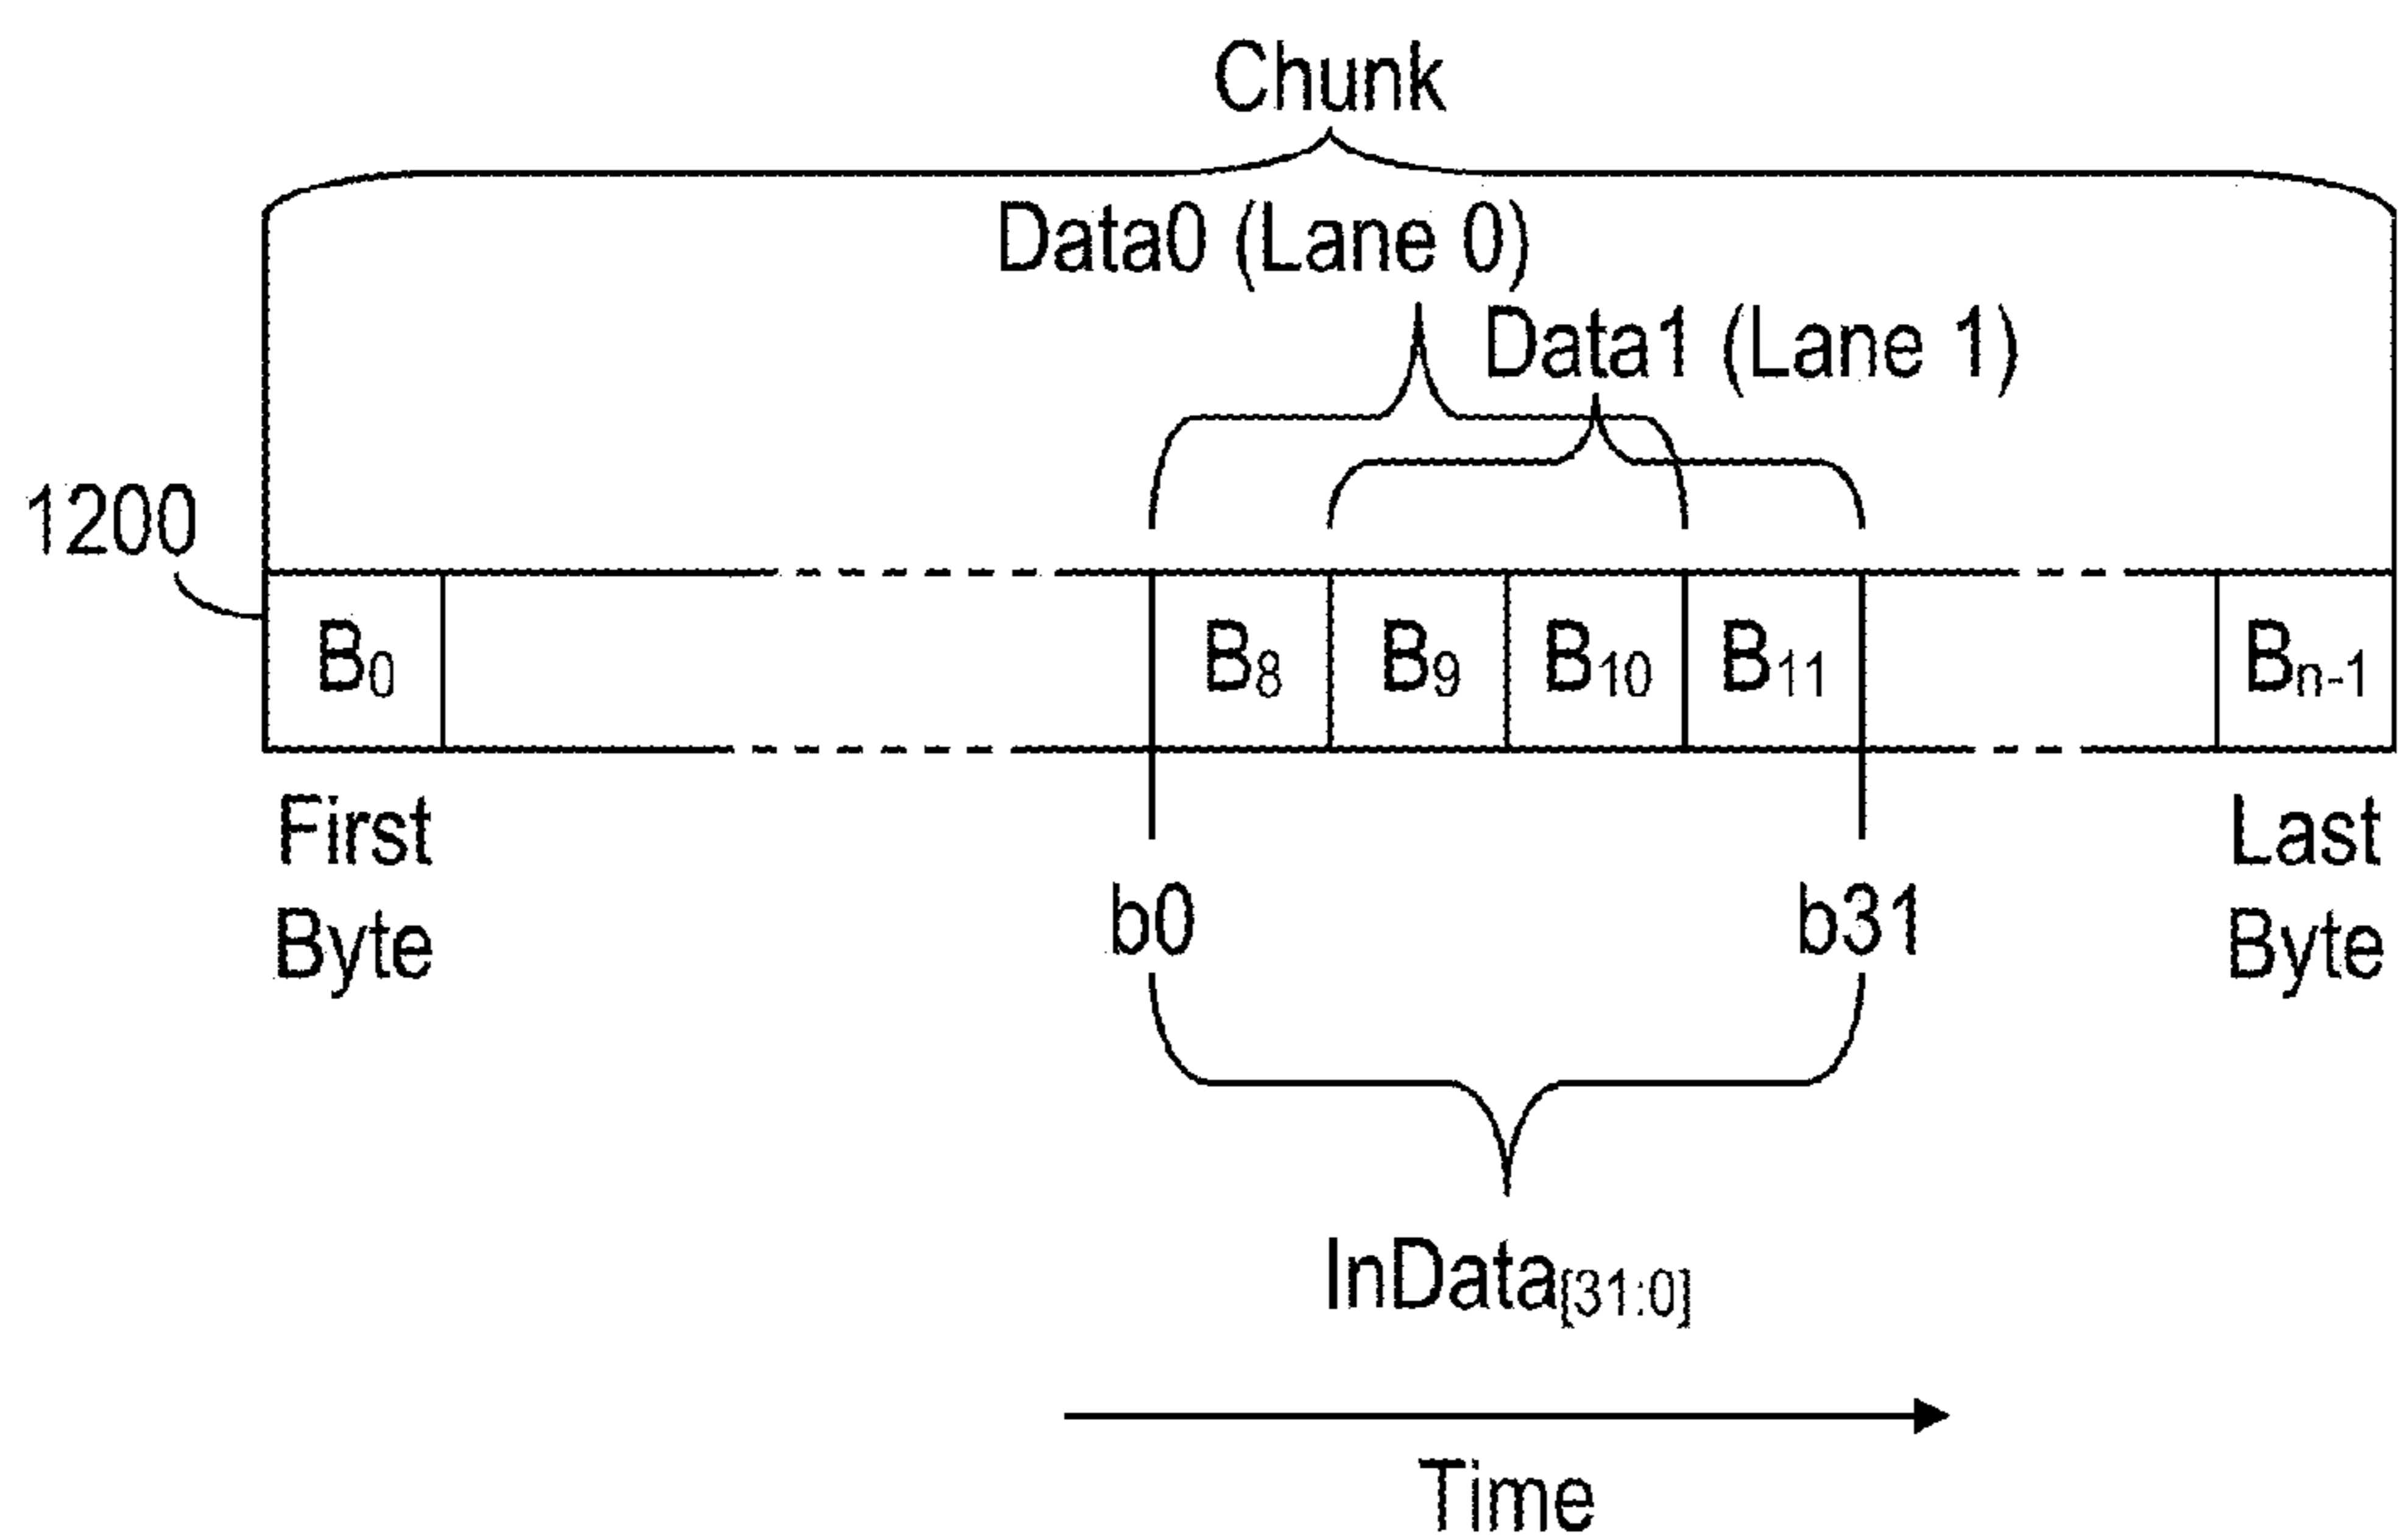 Chunk
Data0 (Lane 0)
Data1 (Lane 1)
1200
B0 B8 B9 B10 B11 Bn-1
First Byte
Last Byte
b0 b31
InData[31:0]
Time